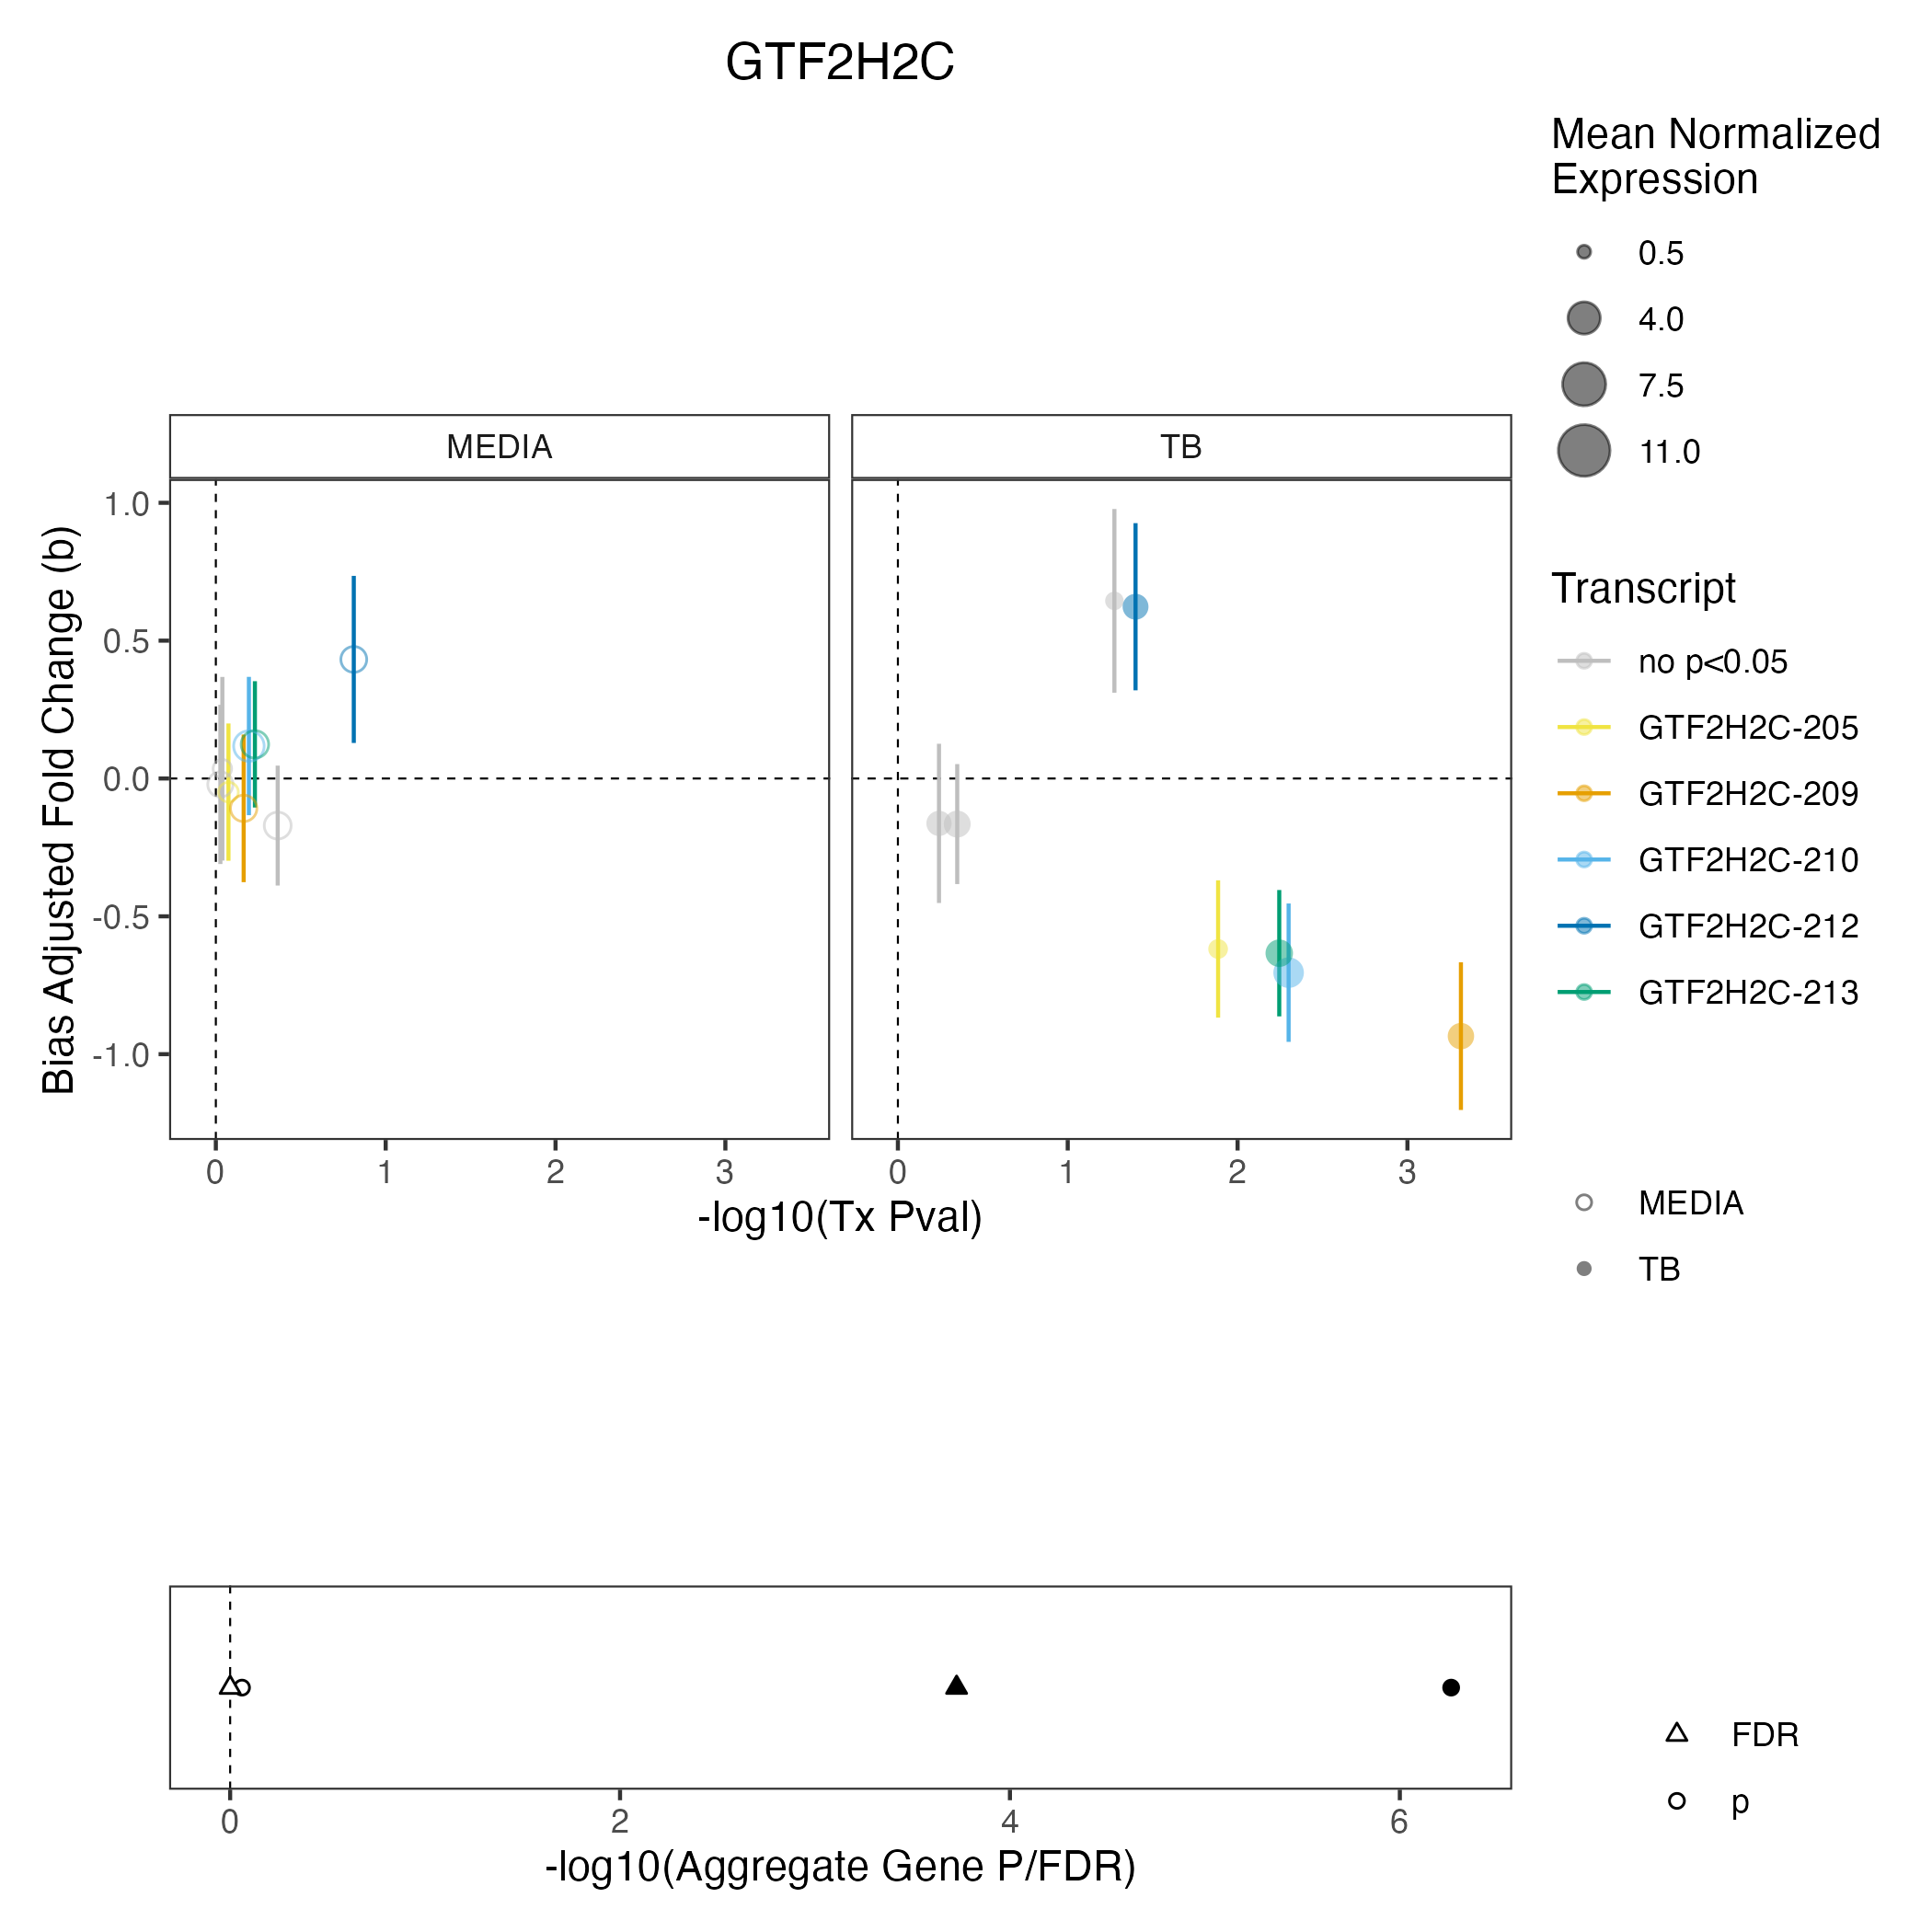 GTF2H2C
Mean Normalized
Expression
0.5
4.0
7.5
11.0
MEDIA
TB
1.0
0.5
0.0
-0.5
-1.0
Bias Adjusted Fold Change (b)
0
1
2
3
0
1
2
3
-log10(Tx Pval)
Transcript
no p<0.05
GTF2H2C-205
GTF2H2C-209
GTF2H2C-210
GTF2H2C-212
GTF2H2C-213
MEDIA
TB
0
2
4
6
-log10(Aggregate Gene P/FDR)
FDR
p